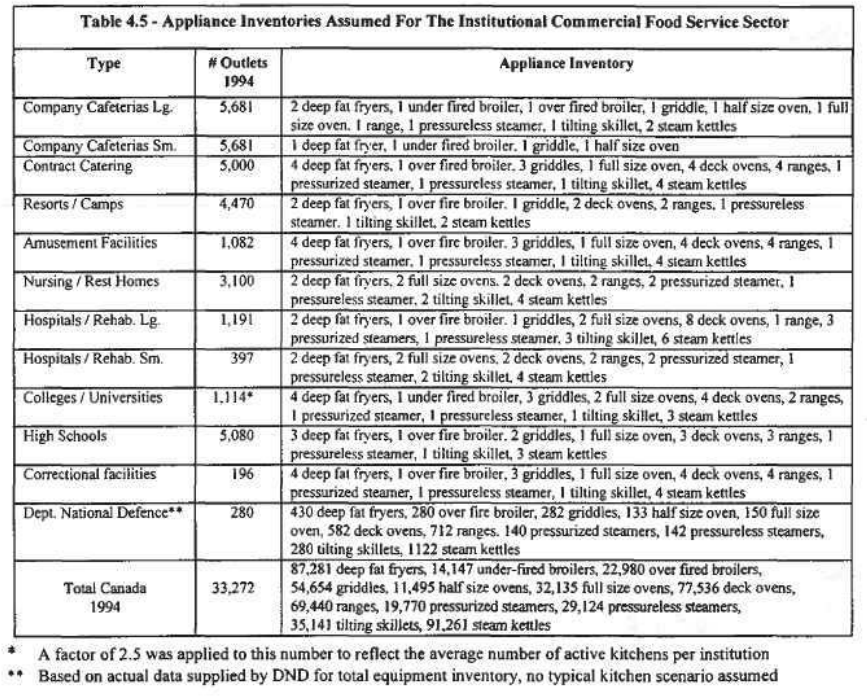 Table 4.5 - Appliance Inventories Assumed For The Institutional Commercial Food Service Sector
Type # Outlets 1994 Appliance Inventory
Company Cafeterias Lg. 5,681 2 deep fat fryers, 1 under fired broiler, 1 over fired broiler, 1 griddle, 1 half size oven, 1 full
size oven. 1 range, 1 pressureless steamer, 1 tilting skillet, 2 steam kettles
Company Cafeterias Sm. 5,681 1 deep fat fryer, 1 under fired broiler. 1 griddle, 1 half size oven
Contract Catering 5,000 4 deep fat fryers, 1 over fired broiler. 3 griddles, 1 full size oven, 4 deck ovens, 4 ranges, 1
pressurized steamer, 1 pressureless steamer, 1 tilting skillet, 4 steam kettles
Resorts / Camps 4,470 2 deep fat fryers, 1 over fire broiler. 1 griddle, 2 deck ovens, 2 ranges. 1 pressureless
steamer. 1 tilting skillet, 2 steam kettles
Amusement Facilities 1,082 4 deep fat fryers, 1 over fire broiler. 3 griddles, 1 full size oven, 4 deck ovens, 4 ranges, 1
pressurized steamer, 1 pressureless steamer, 1 tilting skillet, 4 steam kettles
Nursing / Rest Homes 3,100 2 deep fat fryers, 2 full size ovens. 2 deck ovens, 2 ranges, 2 pressurized steamer, 1
pressureless steamer, 2 tilting skillet, 4 steam kettles
Hospitals / Rehab. Lg. 1,191 2 deep fat fryers, 1 over fire broiler. 1 griddles, 2 full size ovens, 8 deck ovens, 1 range, 3
pressurized steamers, 1 pressureless steamer, 3 tilting skillet, 6 steam kettles
Hospitals / Rehab. Sm. 397 2 deep fat fryers, 2 full size ovens, 2 deck ovens, 2 ranges, 2 pressurized steamer, 1
pressureless steamer, 2 tilting skillet, 4 steam kettles
Colleges / Universities 1,114* 4 deep fat fryers, 1 under fired broiler, 3 griddles, 2 full size ovens, 4 deck ovens, 2 ranges,
1 pressurized steamer, 1 pressureless steamer, 1 tilting skillet, 3 steam kettles
High Schools 5,080 3 deep fat fryers, 1 over fire broiler. 2 griddles, 1 full size oven, 3 deck ovens, 3 ranges, 1
pressureless steamer, 1 tilting skillet, 3 steam kettles
Correctional facilities 196 4 deep fat fryers, 1 over fire broiler, 3 griddles, 1 full size oven, 4 deck ovens, 4 ranges, 1
pressurized steamer, 1 pressureless steamer, 1 tilting skillet, 4 steam kettles
Dept. National Defence** 280 430 deep fat fryers, 280 over fire broiler, 282 griddles, 133 half size oven, 150 full size
oven, 582 deck ovens, 712 ranges. 140 pressurized steamers, 142 pressureless steamers,
280 tilting skillets, 1122 steam kettles
Total Canada 1994 33,272 87,281 deep fat fryers, 14,147 under-fired broilers, 22,980 over fired broilers,
54,654 griddles, 11,495 half size ovens, 32,135 full size ovens, 77,536 deck ovens,
69,440 ranges, 19,770 pressurized steamers, 29,124 pressureless steamers,
35,141 tilting skillets, 91,261 steam kettles
* A factor of 2.5 was applied to this number to reflect the average number of active kitchens per institution
** Based on actual data supplied by DND for total equipment inventory, no typical kitchen scenario assumed